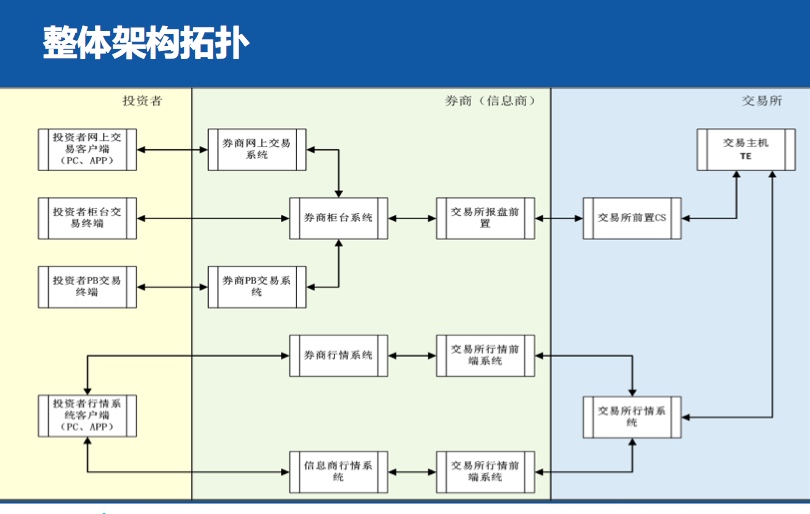 整体架构拓扑
投资者
券商（信息商）
交易所
投资者网上交
易客户端
（PC、APP）
券商网上交易
系统
交易主机
TE
投资者柜台交
易终端
券商柜台系统
交易所报盘前
置
交易所前置CS
投资者PB交易
终端
券商PB交易系
统
券商行情系统
交易所行情前
端系统
投资者行情系
统客户端
（PC、APP）
交易所行情系
统
信息商行情系
统
交易所行情前
端系统